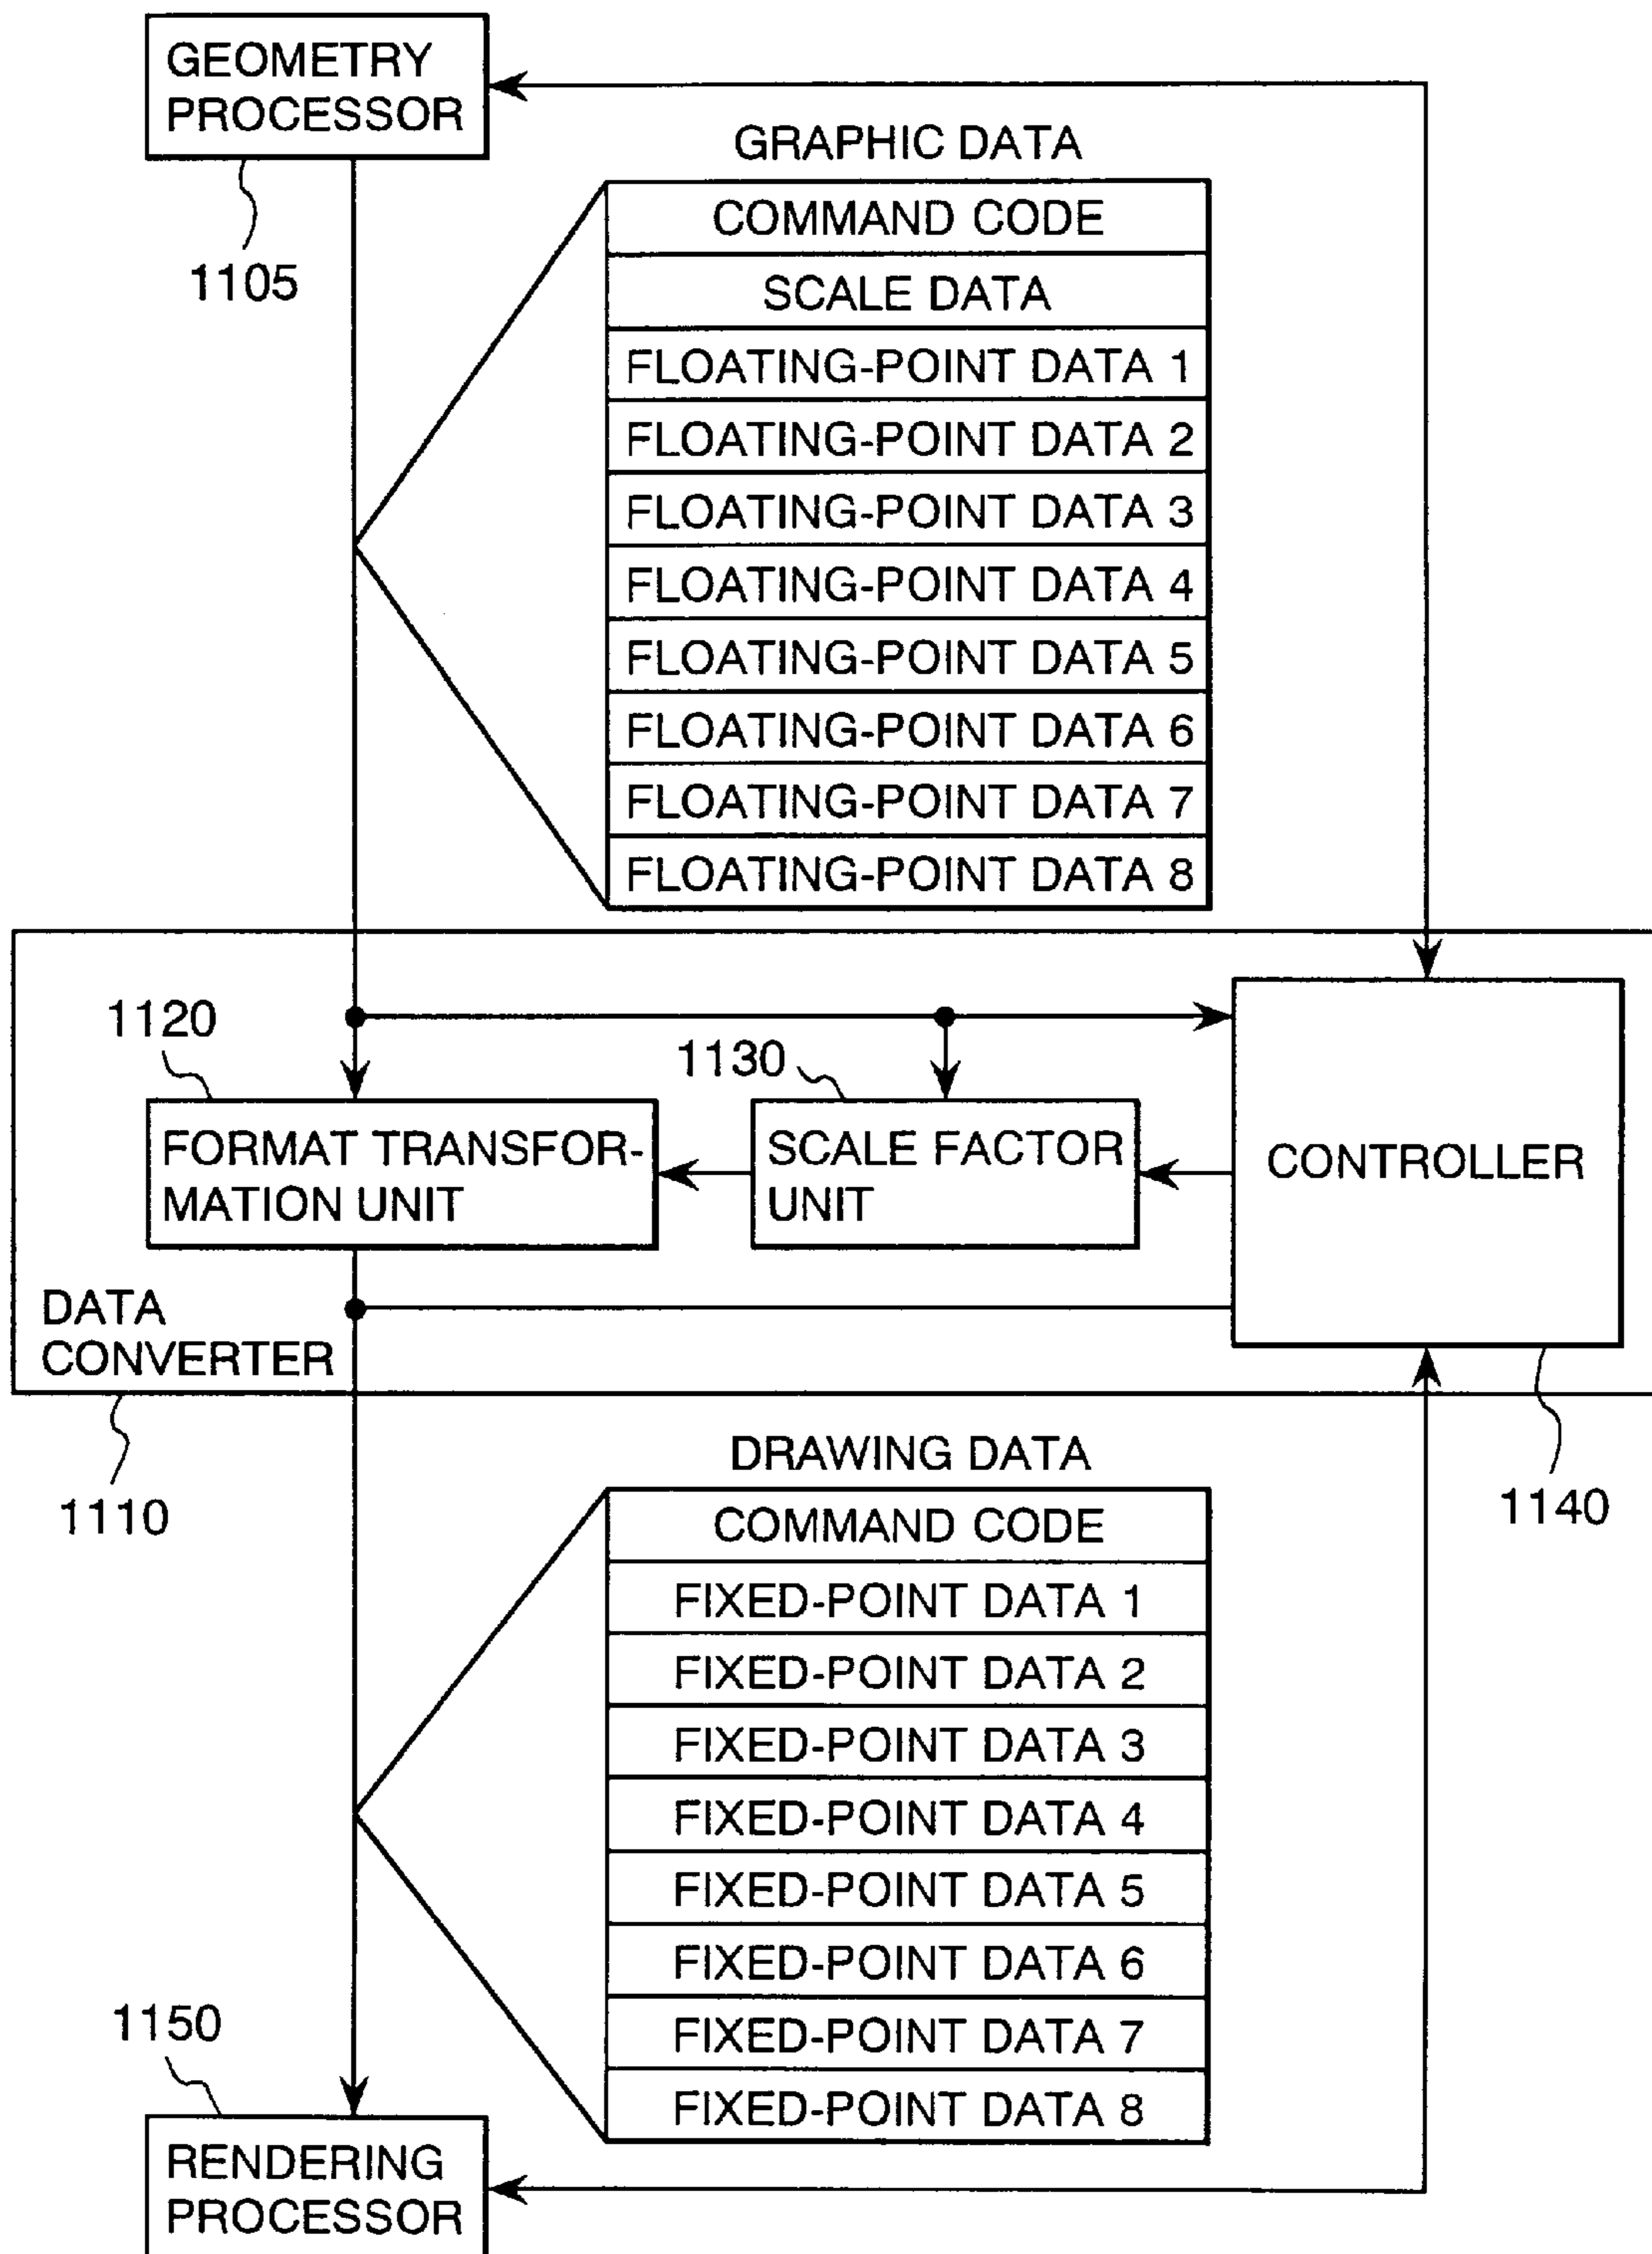 GEOMETRY
PROCESSOR
1105
GRAPHIC DATA
COMMAND CODE
SCALE DATA
FLOATING-POINT DATA 1
FLOATING-POINT DATA 2
FLOATING-POINT DATA 3
FLOATING-POINT DATA 4
FLOATING-POINT DATA 5
FLOATING-POINT DATA 6
FLOATING-POINT DATA 7
FLOATING-POINT DATA 8
1120
1130
FORMAT TRANSFOR-
MATION UNIT
SCALE FACTOR
UNIT
CONTROLLER
DATA
CONVERTER
1110
1140
DRAWING DATA
COMMAND CODE
FIXED-POINT DATA 1
FIXED-POINT DATA 2
FIXED-POINT DATA 3
FIXED-POINT DATA 4
FIXED-POINT DATA 5
FIXED-POINT DATA 6
FIXED-POINT DATA 7
FIXED-POINT DATA 8
1150
RENDERING
PROCESSOR